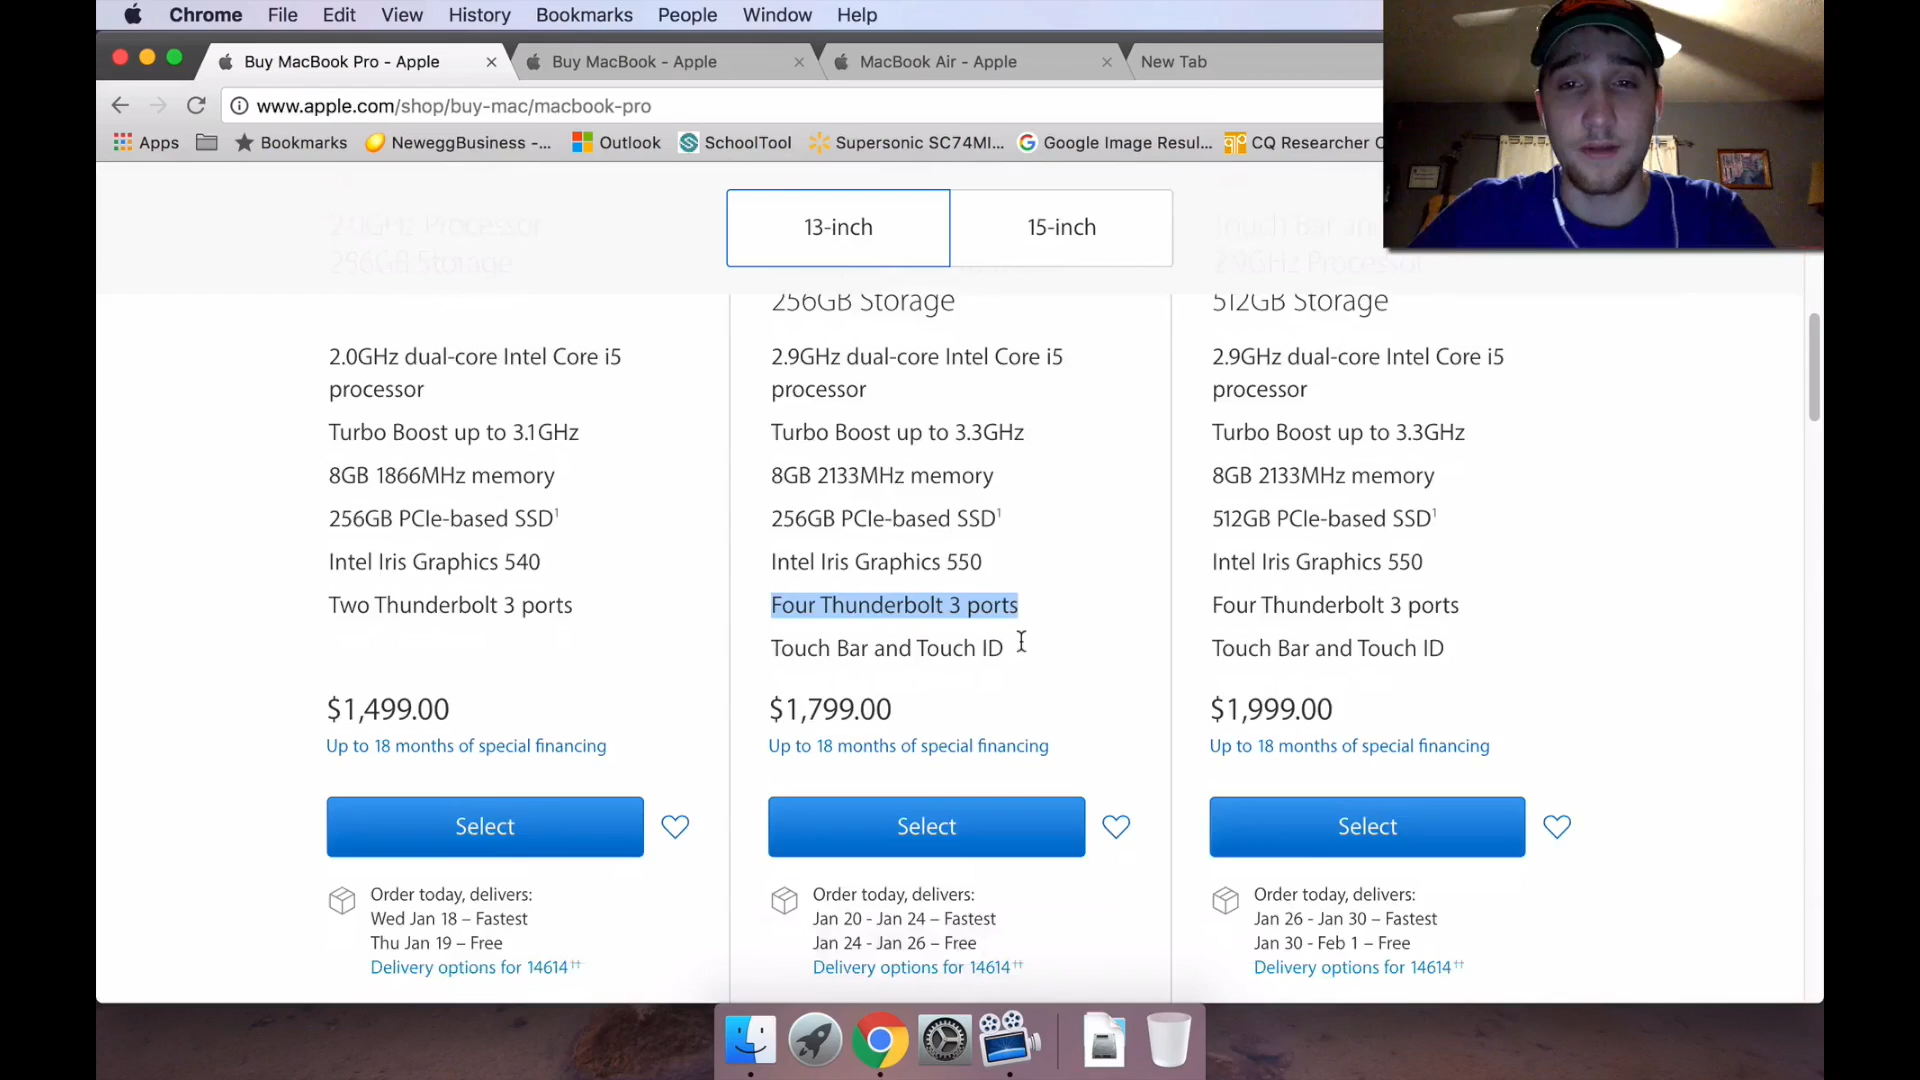 Chrome File Edit View History Bookmarks People Window Help
Buy MacBook Pro - Apple
Buy MacBook - Apple
MacBook Air - Apple
New Tab
www.apple.com/shop/buy-mac/macbook-pro
Apps
Bookmarks
NeweggBusiness -...
Outlook
SchoolTool
Supersonic SC74MI...
Google Image Resul...
CQ Researcher
13-inch
15-inch
2.0GHz Processor
256GB Storage
2.0GHz dual-core Intel Core i5
processor
Turbo Boost up to 3.1GHz
8GB 1866MHz memory
256GB PCIe-based SSD¹
Intel Iris Graphics 540
Two Thunderbolt 3 ports
$1,499.00
Up to 18 months of special financing
Select
Order today, delivers:
Wed Jan 18 – Fastest
Thu Jan 19 – Free
Delivery options for 14614††
256GB Storage
2.9GHz dual-core Intel Core i5
processor
Turbo Boost up to 3.3GHz
8GB 2133MHz memory
256GB PCIe-based SSD¹
Intel Iris Graphics 550
Four Thunderbolt 3 ports
Touch Bar and Touch ID
$1,799.00
Up to 18 months of special financing
Select
Order today, delivers:
Jan 20 - Jan 24 – Fastest
Jan 24 - Jan 26 – Free
Delivery options for 14614††
Touch Bar and
2.9GHz Processor
512GB Storage
2.9GHz dual-core Intel Core i5
processor
Turbo Boost up to 3.3GHz
8GB 2133MHz memory
512GB PCIe-based SSD¹
Intel Iris Graphics 550
Four Thunderbolt 3 ports
Touch Bar and Touch ID
$1,999.00
Up to 18 months of special financing
Select
Order today, delivers:
Jan 26 - Jan 30 – Fastest
Jan 30 - Feb 1 – Free
Delivery options for 14614††